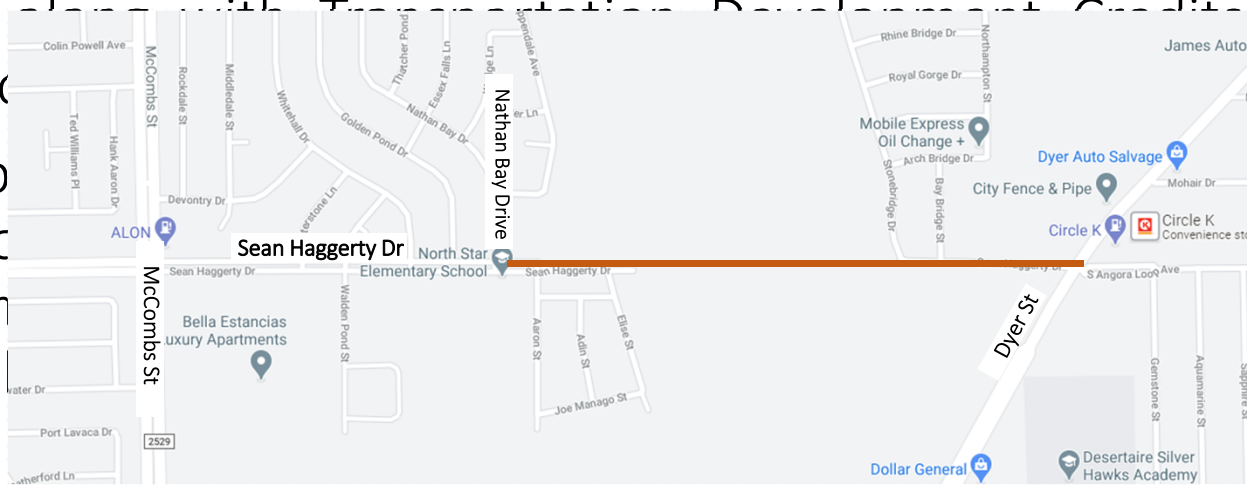 along with Transportation Development Credits
Colin Powell Ave
McCombs St
Rockdale St
Middledale St
Whitehall Dr
Golden Pond Dr
Thatcher Pond
Essex Falls Ln
Nathan Bay Dr
Nathan Bay Drive
Ted Williams Pl
Hank Aaron Dr
Devontry Dr
ALON
Sean Haggerty Dr
Sean Haggerty Dr
North Star
Elementary School
Sean Haggerty Dr
McCombs St
Bella Estancias
uxury Apartments
Walden Pond St
Aaron St
Adin St
Elise St
Joe Manago St
Port Lavaca Dr
2529
Rhine Bridge Dr
Royal Gorge Dr
Northampton St
Mobile Express
Oil Change +
Arch Bridge Dr
Stonebridge Dr
Bay Bridge St
James Auto
Dyer Auto Salvage
City Fence & Pipe
Mohair Dr
Circle K
Circle K
Convenience sto
S Angora Loop Ave
Dyer St
Gemstone St
Aquamarine St
Dollar General
Desertaire Silver
Hawks Academy